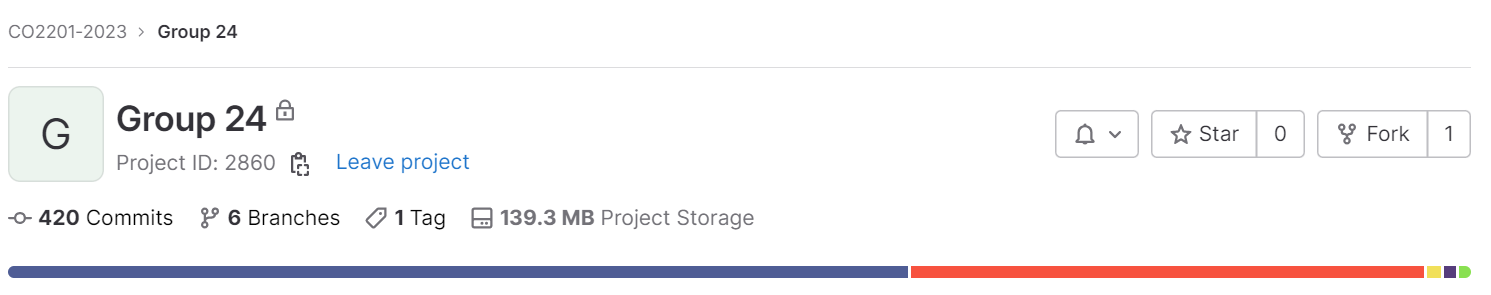 CO2201-2023 > Group 24
G
Group 24
Project ID: 2860 Leave project
Star 0 Fork 1
420 Commits 6 Branches 1 Tag 139.3 MB Project Storage